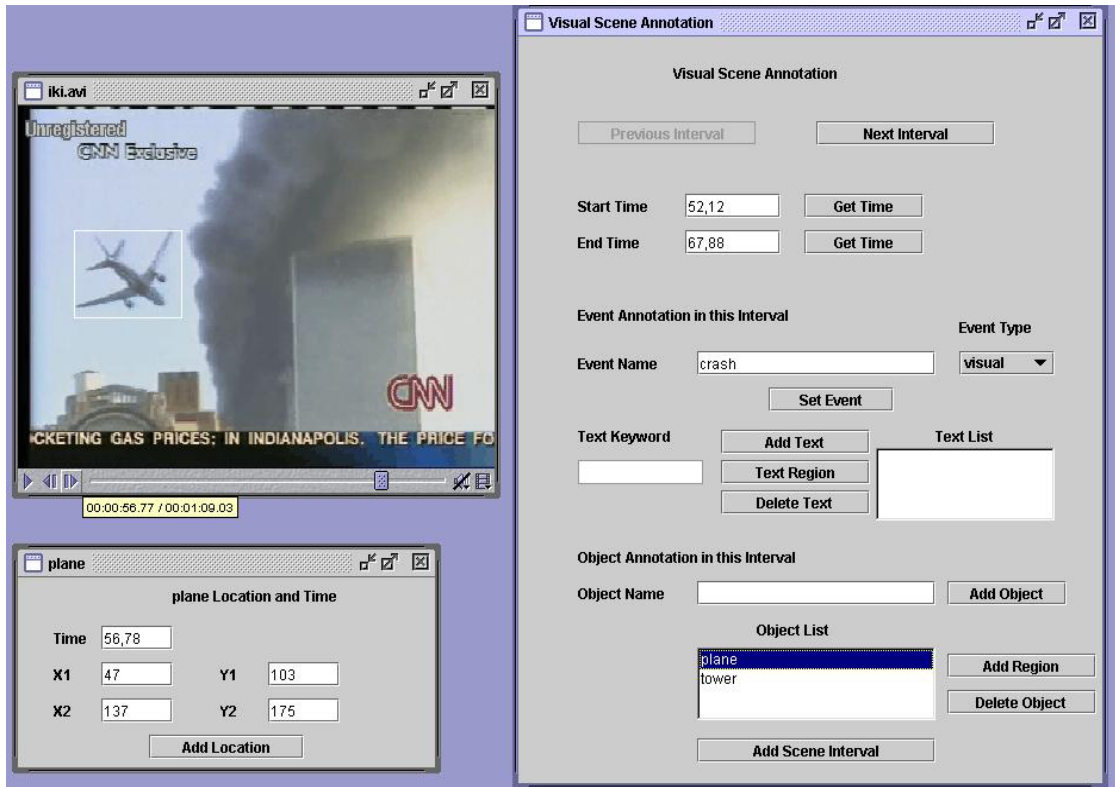 iki.avi
Unregistered
CNN Exclusive
CNN
CKETING GAS PRICES; IN INDIANAPOLIS, THE PRICE FO
00:00:56.77 / 00:01:09.03
plane
plane Location and Time
Time 56,78
X1 47 Y1 103
X2 137 Y2 175
Add Location
Visual Scene Annotation
Visual Scene Annotation
Previous Interval Next Interval
Start Time 52,12 Get Time
End Time 67,88 Get Time
Event Annotation in this Interval
Event Type
Event Name crash visual
Set Event
Text Keyword Add Text Text List
Text Region
Delete Text
Object Annotation in this Interval
Object Name Add Object
Object List
plane
tower
Add Region
Delete Object
Add Scene Interval